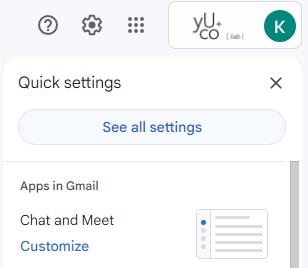 yU+
co [lab]
K
Quick settings
See all settings
Apps in Gmail
Chat and Meet
Customize